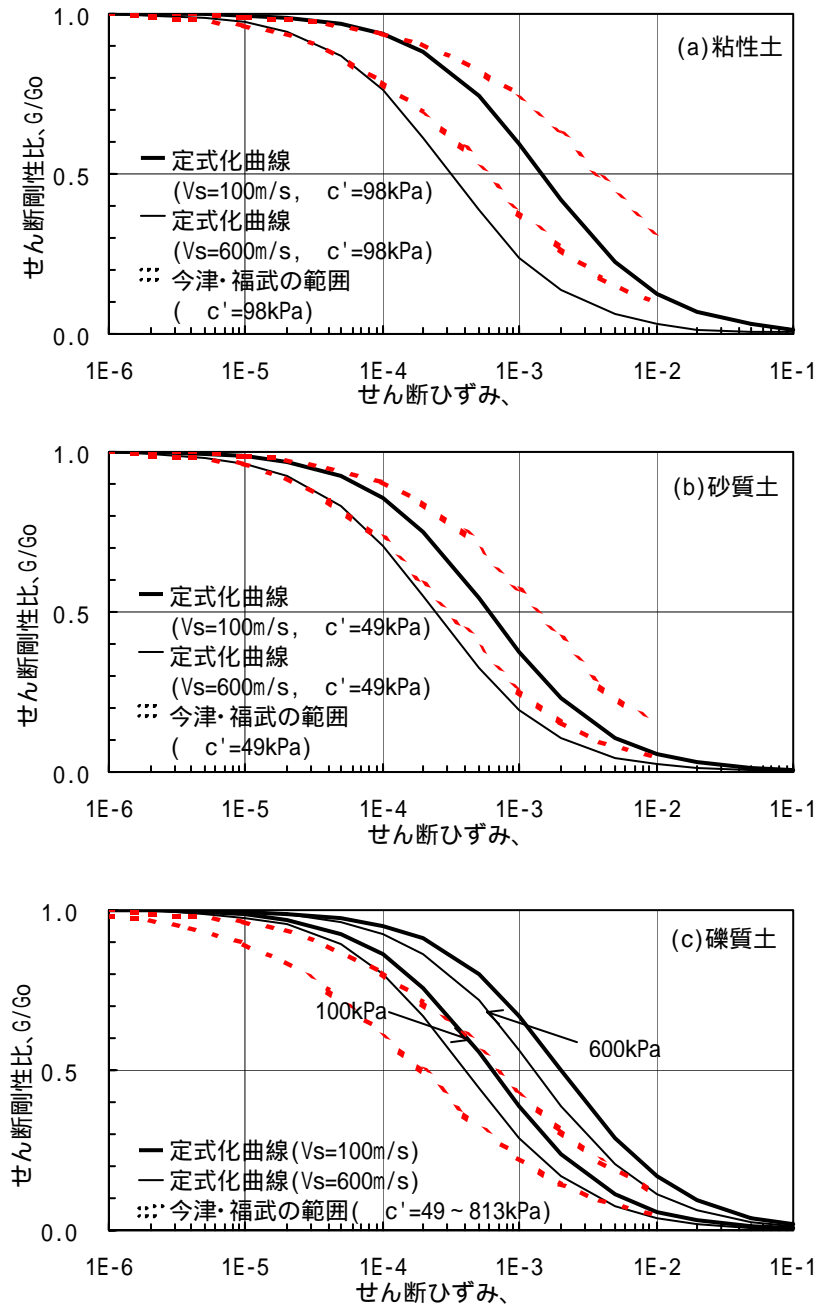 (a)粘性土
せん断剛性比、G/Go
1.0
0.5
0.0
定式化曲線
(Vs=100m/s, c'=98kPa)
定式化曲線
(Vs=600m/s, c'=98kPa)
今津・福武の範囲
( c'=98kPa)
1E-6 1E-5 1E-4 1E-3 1E-2 1E-1
せん断ひずみ、
(b)砂質土
せん断剛性比、G/Go
1.0
0.5
0.0
定式化曲線
(Vs=100m/s, c'=49kPa)
定式化曲線
(Vs=600m/s, c'=49kPa)
今津・福武の範囲
( c'=49kPa)
1E-6 1E-5 1E-4 1E-3 1E-2 1E-1
せん断ひずみ、
(c)礫質土
せん断剛性比、G/Go
1.0
0.5
0.0
100kPa
600kPa
定式化曲線(Vs=100m/s)
定式化曲線(Vs=600m/s)
今津・福武の範囲( c'=49~813kPa)
1E-6 1E-5 1E-4 1E-3 1E-2 1E-1
せん断ひずみ、